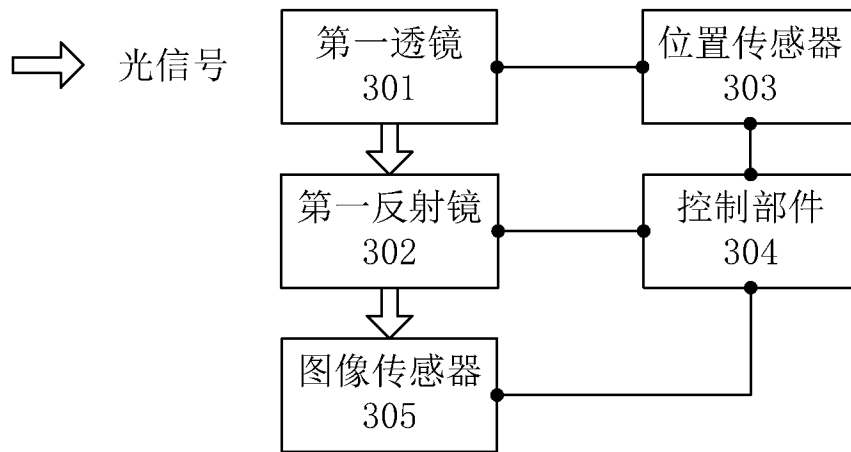 光信号
第一透镜
301
位置传感器
303
第一反射镜
302
控制部件
304
图像传感器
305